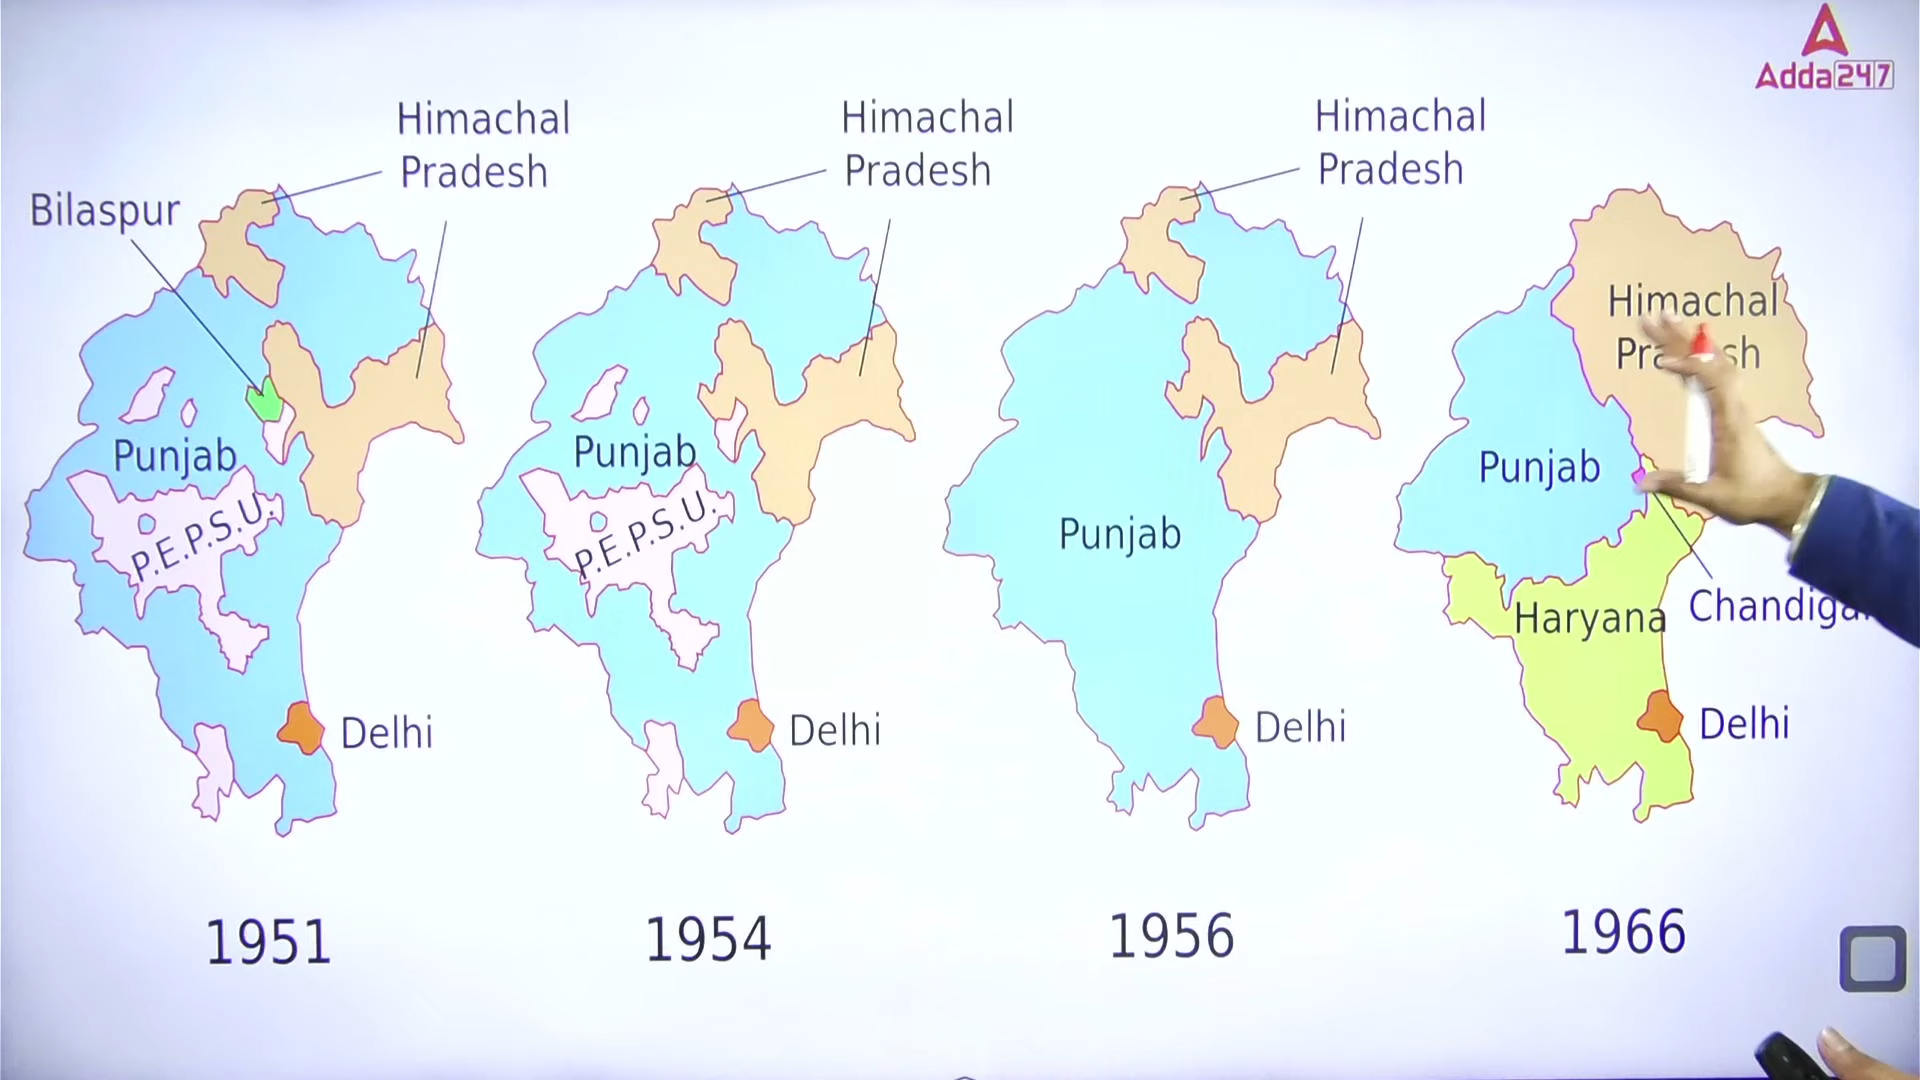 Adda247
Himachal
Pradesh
Bilaspur
Punjab
P.E.P.S.U.
Delhi
1951
Himachal
Pradesh
Punjab
P.E.P.S.U.
Delhi
1954
Himachal
Pradesh
Punjab
Delhi
1956
Himachal
Punjab
Haryana
Delhi
1966